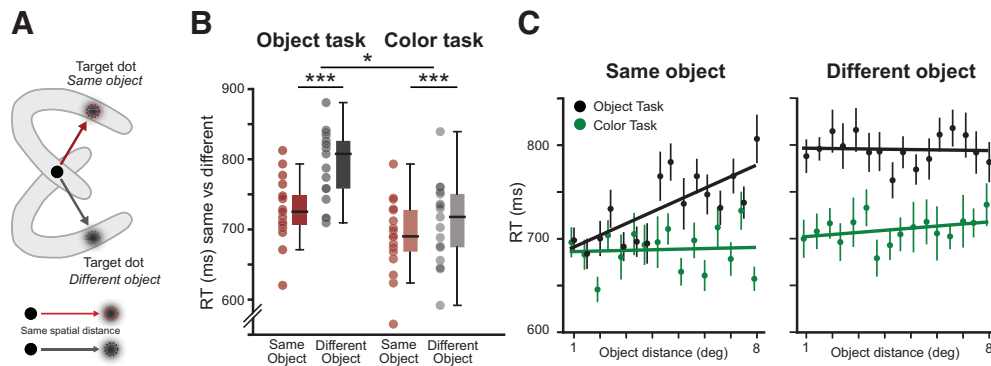 A
Target dot
Same object
Target dot
Different object
Same spatial distance
B
Object task Color task
*
*** ***
RT (ms) same vs different
900
800
700
600
Same Object
Different Object
Same Object
Different Object
C
Same object
Different object
Object Task
Color Task
RT (ms)
800
700
600
1
8
Object distance (deg)
1
8
Object distance (deg)